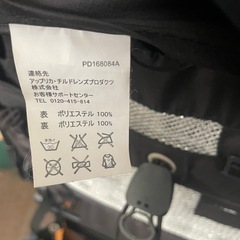 PD168084A
連絡先
アップリカ・チルドレンズプロダクツ
株式会社
お客様サポートセンター
TEL 0120-415-814
表 ポリエステル 100%
裏 ポリエステル 100%